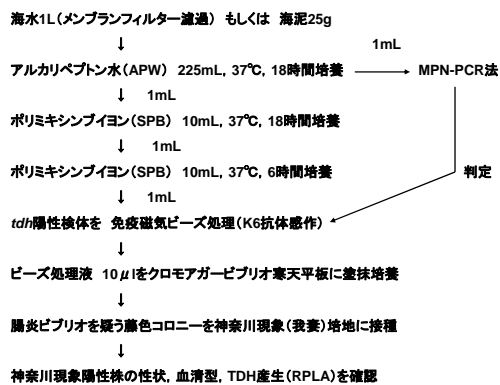 海水1L(メンブランフィルター濾過) もしくは 海泥25g
↓ 1mL
アルカリペプトン水(APW) 225mL, 37℃, 18時間培養 → MPN-PCR法
↓ 1mL
ポリミキシンブイヨン(SPB) 10mL, 37℃, 18時間培養
↓ 1mL
ポリミキシンブイヨン(SPB) 10mL, 37℃, 6時間培養 判定
↓ 1mL
tdh陽性検体を 免疫磁気ビーズ処理(K6抗体感作)
↓
ビーズ処理液 10μlをクロモアガービブリオ寒天平板に塗抹培養
↓
腸炎ビブリオを疑う藤色コロニーを神奈川現象(我妻)培地に接種
↓
神奈川現象陽性株の性状, 血清型, TDH産生(RPLA)を確認